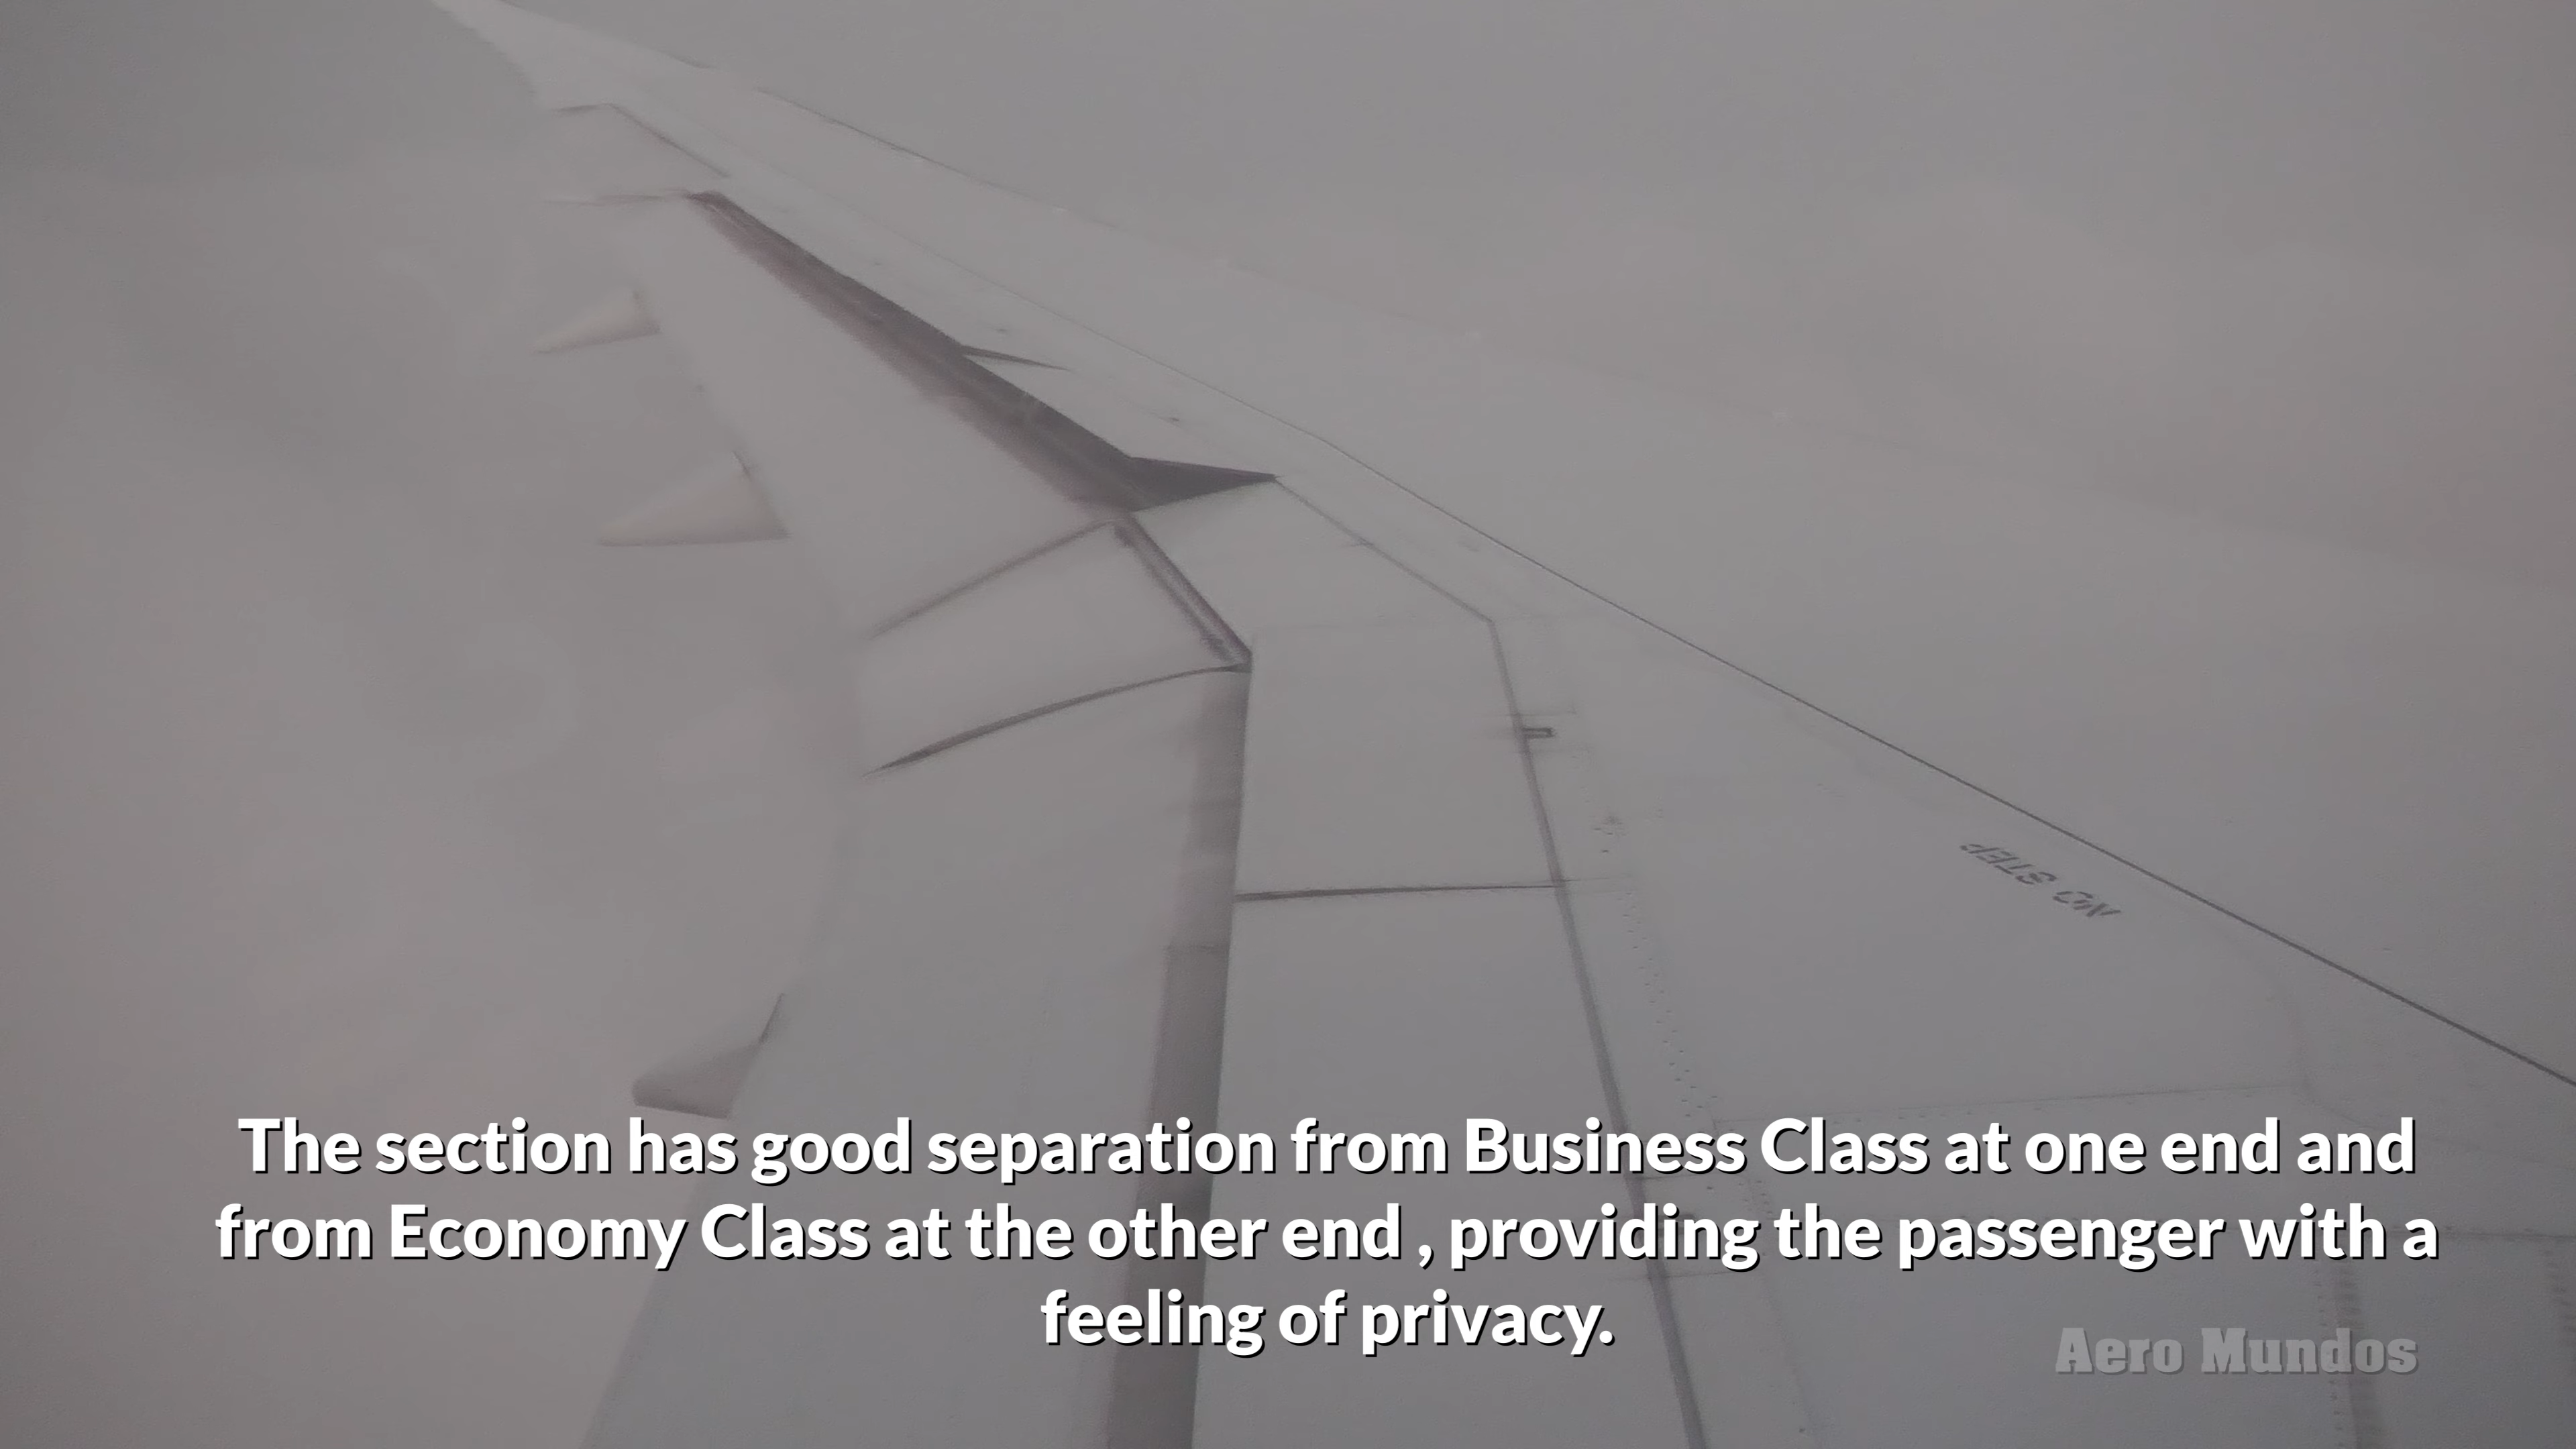 NO STEP
The section has good separation from Business Class at one end and
from Economy Class at the other end , providing the passenger with a
feeling of privacy.
Aero Mundos